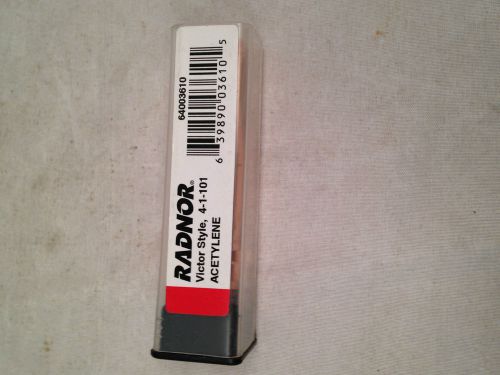 RADNOR®
Victor Style, 4-1-101
ACETYLENE
64003610
6 39890 03610 5